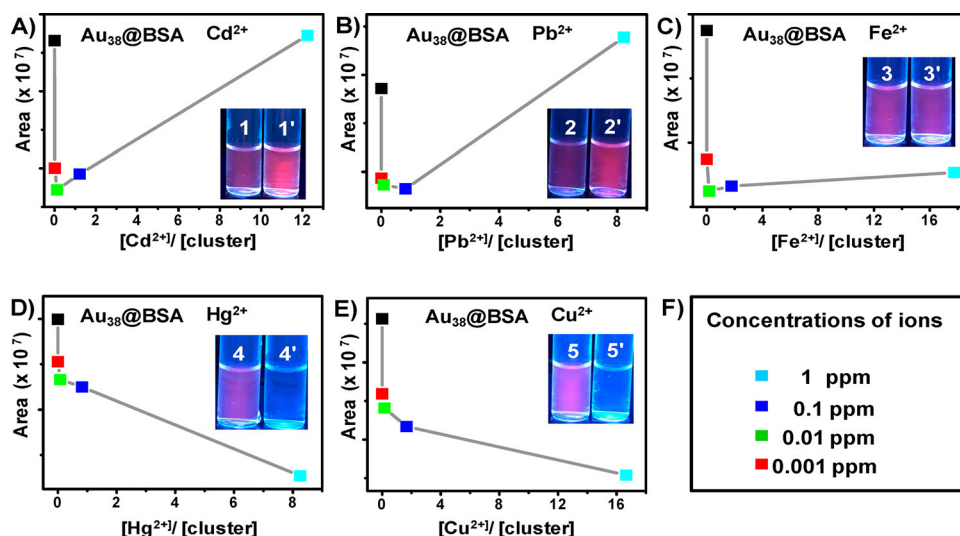 A)
Au₃₈@BSA Cd²⁺
Area (x 10⁷)
1 1'
0 2 4 6 8 10 12
[Cd²⁺]/ [cluster]
B)
Au₃₈@BSA Pb²⁺
Area (x 10⁷)
2 2'
0 2 4 6 8
[Pb²⁺]/ [cluster]
C)
Au₃₈@BSA Fe²⁺
Area (x 10⁷)
3 3'
0 4 8 12 16
[Fe²⁺]/ [cluster]
D)
Au₃₈@BSA Hg²⁺
Area (x 10⁷)
4 4'
0 2 4 6 8
[Hg²⁺]/ [cluster]
E)
Au₃₈@BSA Cu²⁺
Area (x 10⁷)
5 5'
0 4 8 12 16
[Cu²⁺]/ [cluster]
F)
Concentrations of ions
1 ppm
0.1 ppm
0.01 ppm
0.001 ppm